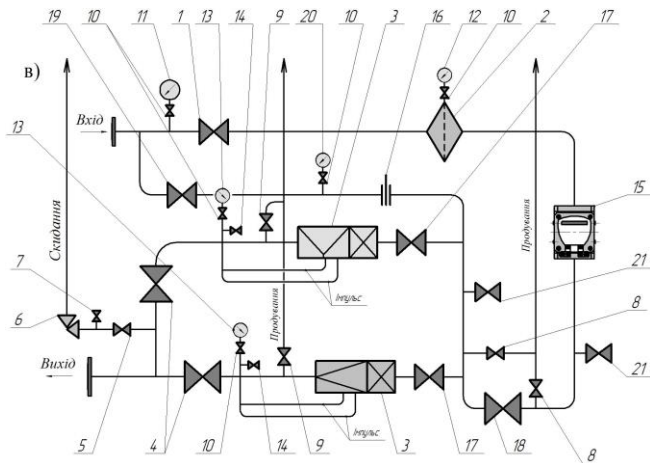 19 10 11 1 13 14 9 20 10 3 16 12 10 2 17
в)
Вхід
13
15
Скидання
Продування
7
Імпульс
21
6
Продування
8
Вихід
21
Імпульс
5 4 10 14 9 3 17 18 8